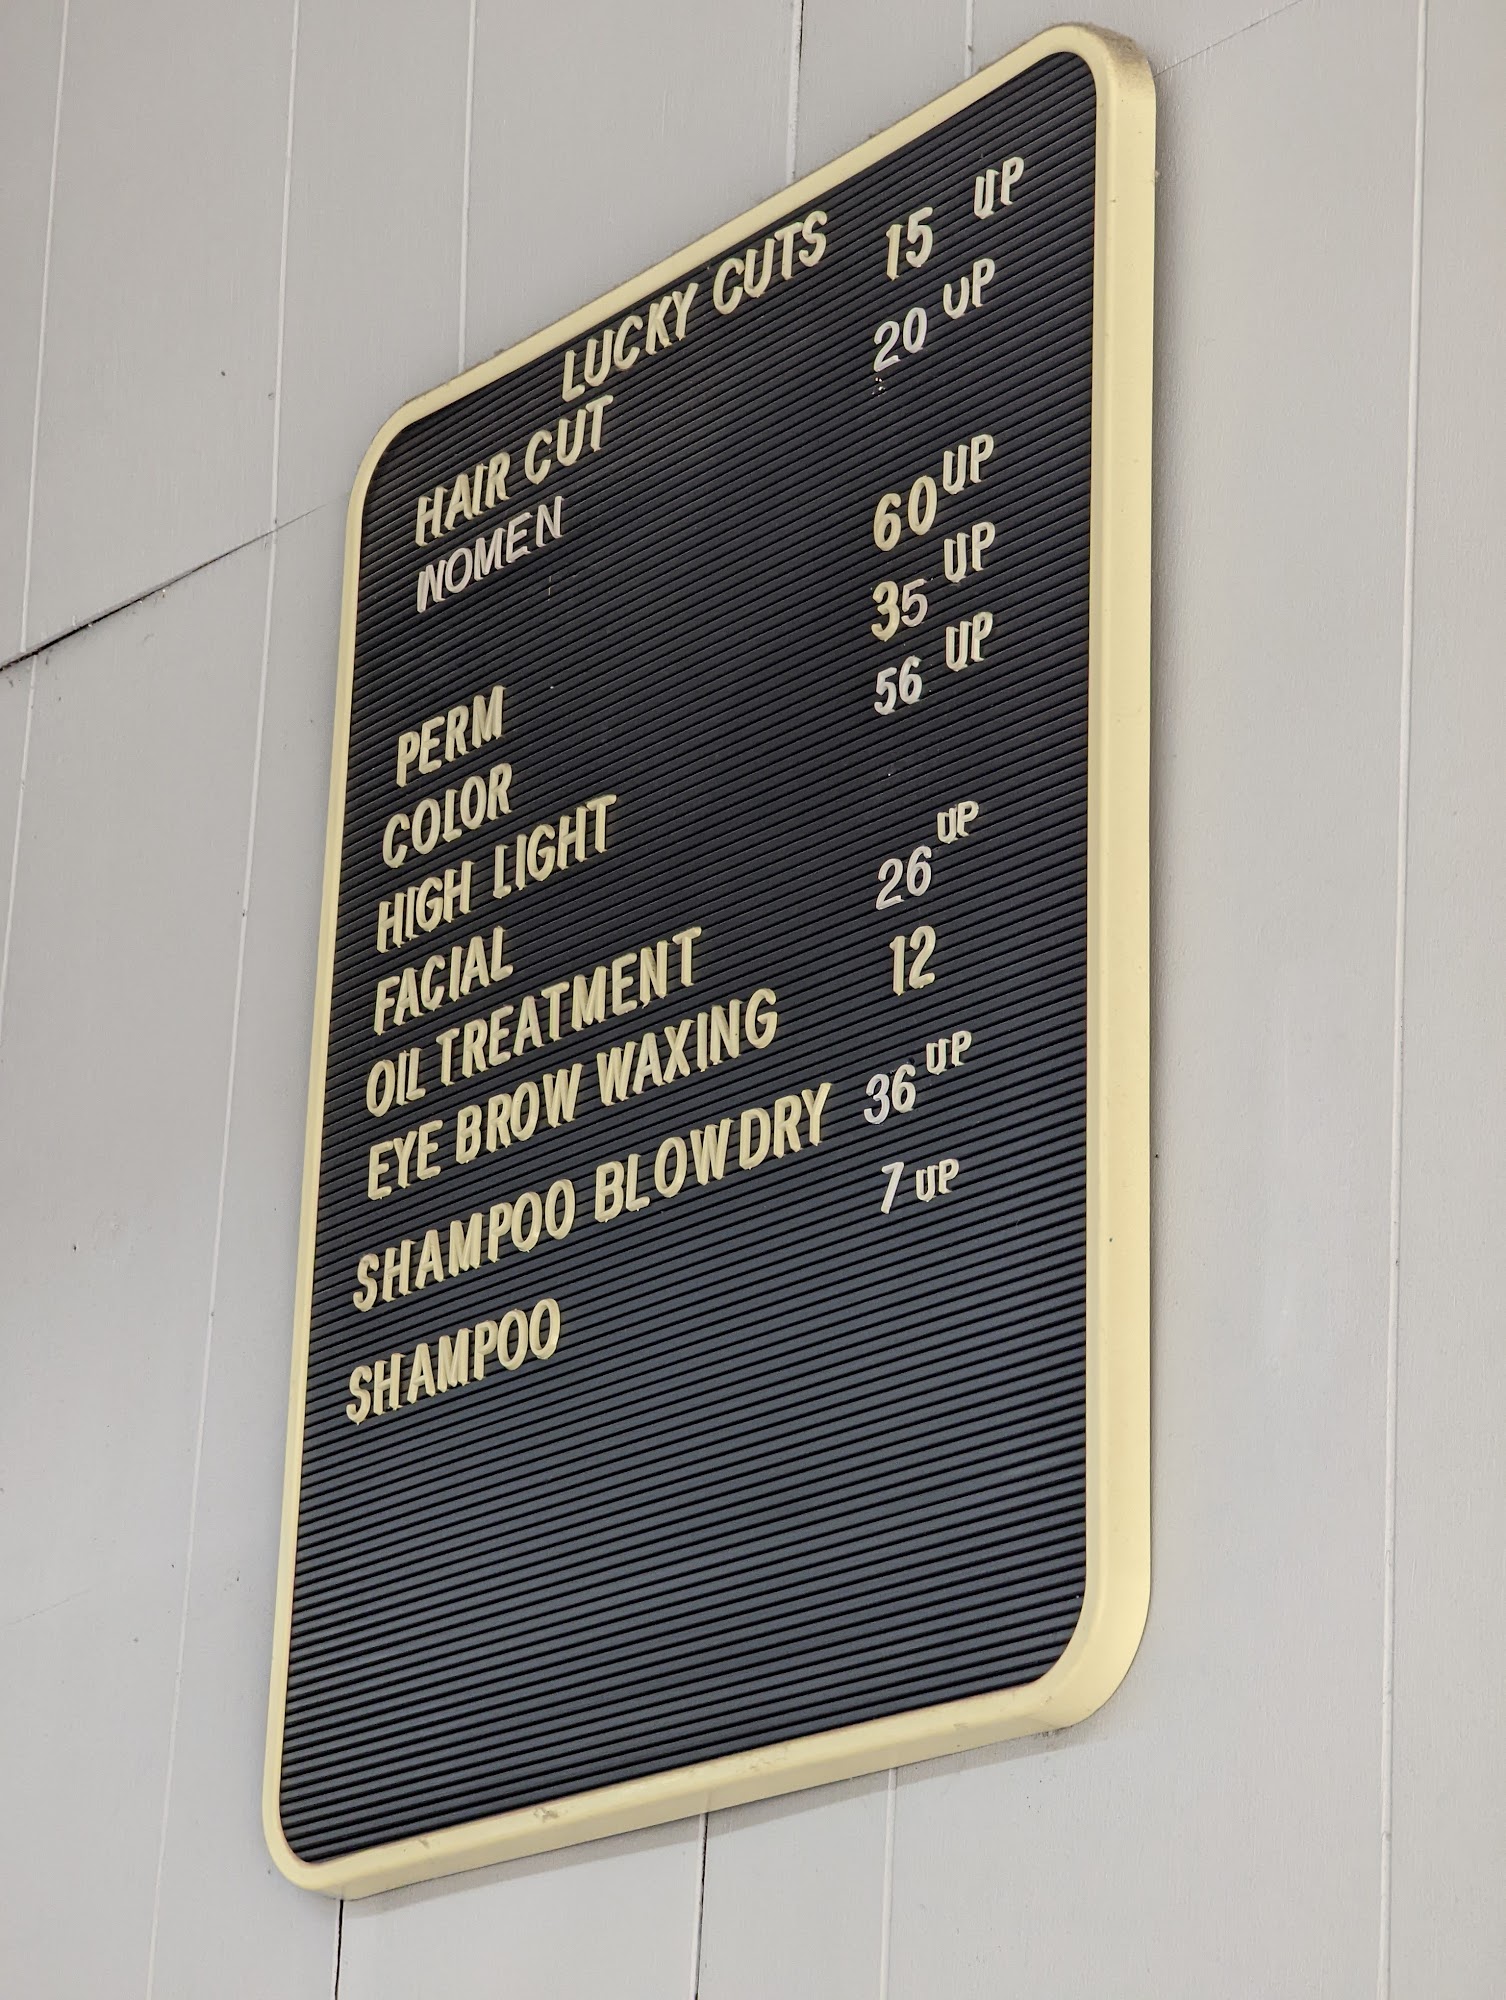 LUCKY CUTS
HAIR CUT 15 UP
WOMEN 20 UP
PERM 60 UP
COLOR 35 UP
HIGH LIGHT 56 UP
FACIAL
OIL TREATMENT 26 UP
EYE BROW WAXING 12
SHAMPOO BLOWDRY 36 UP
SHAMPOO 7 UP